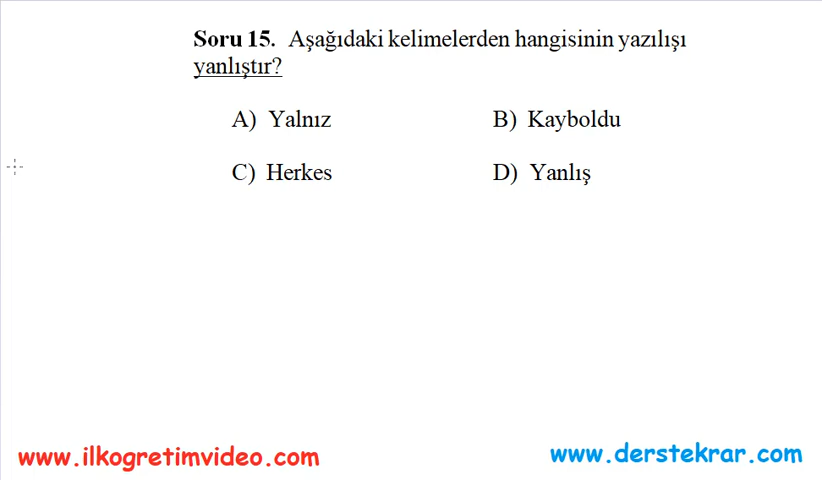 Soru 15. Aşağıdaki kelimelerden hangisinin yazılışı
yanlıştır?
A) Yalnız B) Kayboldu
C) Herkes D) Yanlış
www.ilkogretimvideo.com www.derstekrar.com